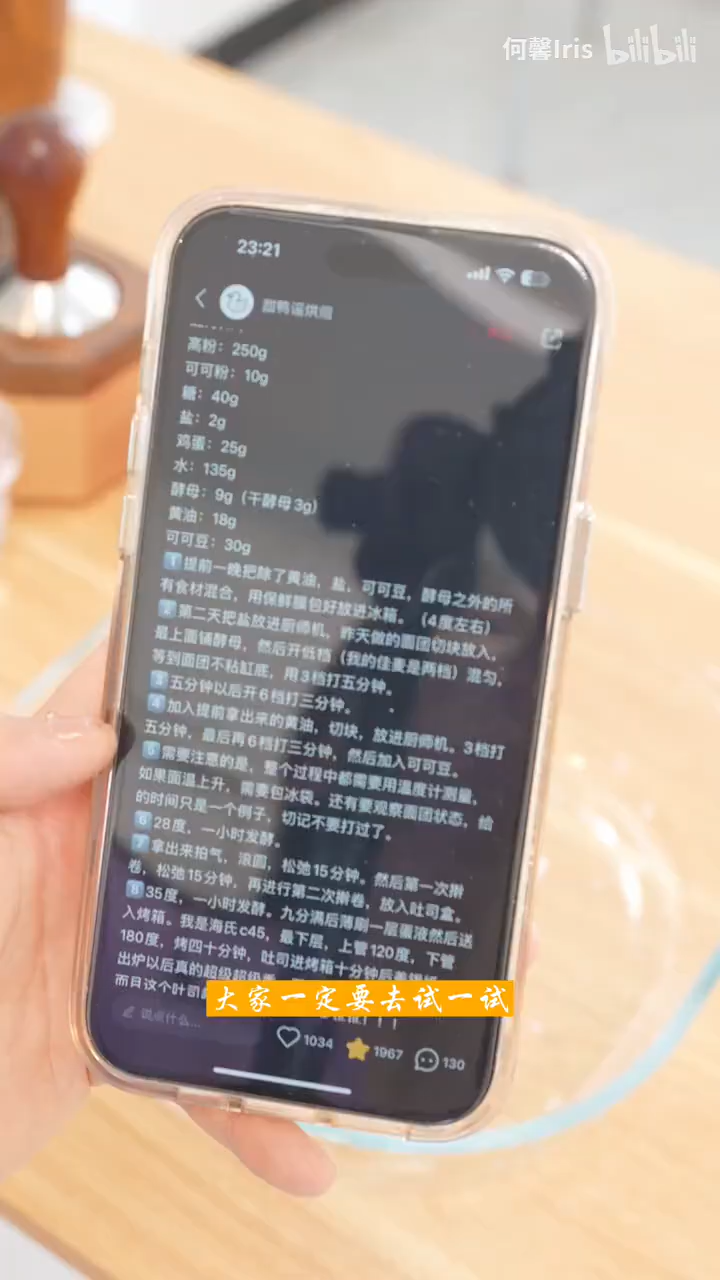 何馨Iris bilibili
23:21
甜鸭谣烘焙
高粉：250g
可可粉：10g
糖：40g
盐：2g
鸡蛋：25g
水：135g
酵母：9g（干酵母3g）
黄油：18g
可可豆：30g
1提前一晚把除了黄油，盐，可可豆，酵母之外的所
有食材混合，用保鲜膜包好放进冰箱。（4度左右）
2第二天把盐放进厨师机，昨天做的面团切块放入，
最上面铺酵母，然后开低档（我的佳麦是两档）混匀，
等到面团不粘缸底，用3档打五分钟。
3五分钟以后开6档打三分钟。
4加入提前拿出来的黄油，切块，放进厨师机。3档打
五分钟，最后再6档打三分钟，然后加入可可豆。
5需要注意的是，整个过程中都需要用温度计测量，
如果面温上升，需要包冰袋。还有要观察面团状态，给
的时间只是一个例子，切记不要打过了。
6 28度，一小时发酵。
7拿出来拍气，滚圆，松弛15分钟。然后第一次擀
卷，松弛15分钟，再进行第二次擀卷，放入吐司盒。
8 35度，一小时发酵。九分满后薄刷一层蛋液然后送
入烤箱。我是海氏c45，最下层，上管120度，下管
180度，烤四十分钟，吐司进烤箱十分钟后盖锡纸
出炉以后真的超级超级
而且这个吐司
大家一定要去试一试
说点什么...
1034
1967
130